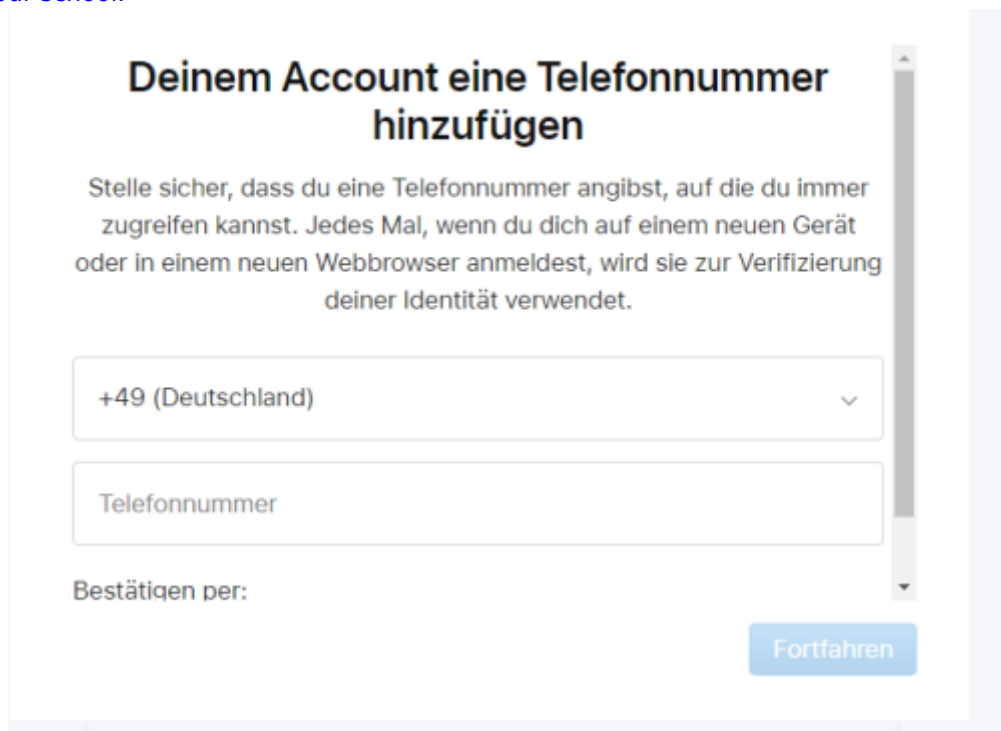 Deinem Account eine Telefonnummer
hinzufügen
Stelle sicher, dass du eine Telefonnummer angibst, auf die du immer
zugreifen kannst. Jedes Mal, wenn du dich auf einem neuen Gerät
oder in einem neuen Webbrowser anmeldest, wird sie zur Verifizierung
deiner Identität verwendet.
+49 (Deutschland)
Telefonnummer
Bestätigen per:
Fortfahren